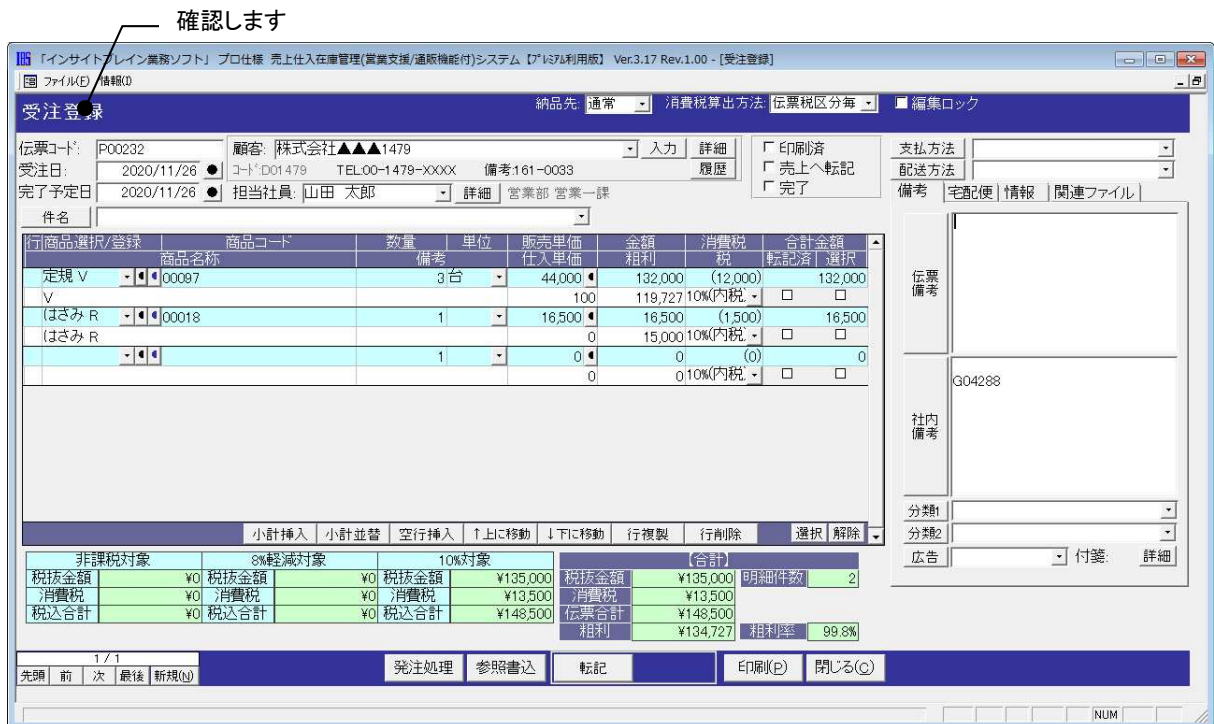 確認します
「インサイトブレイン業務ソフト」 プロ仕様 売上仕入在庫管理(営業支援/通販機能付)システム 【ﾌﾟﾚﾐｱﾑ利用版】 Ver.3.17 Rev.1.00 - [受注登録]
ファイル(F) 情報(I)
受注登録 納品先: 通常 消費税算出方法: 伝票税区分毎 編集ロック
伝票ｺｰﾄﾞ: P00232 顧客: 株式会社▲▲▲1479 入力 詳細 印刷済 支払方法
受注日: 2020/11/26 ｺｰﾄﾞ:D01479 TEL:00-1479-XXXX 備考:161-0033 履歴 売上へ転記 配送方法
完了予定日 2020/11/26 担当社員: 山田 太郎 詳細 営業部 営業一課 完了 備考 宅配便 情報 関連ファイル
件名
行 商品選択/登録 商品コード 数量 単位 販売単価 金額 消費税 合計金額
商品名称 備考 仕入単価 粗利 税 転記済 選択
定規 V 00097 3 台 44,000 132,000 (12,000) 132,000
V 100 119,727 10%(内税)
はさみ R 00018 1 16,500 16,500 (1,500) 16,500
はさみ R 0 15,000 10%(内税)
1 0 0 (0) 0
0 0 10%(内税)
伝票
備考
G04288
社内
備考
分類1
小計挿入 小計並替 空行挿入 ↑上に移動 ↓下に移動 行複製 行削除 選択 解除 分類2
広告 付箋: 詳細
非課税対象 8%軽減対象 10%対象 【合計】
税抜金額 ¥0 税抜金額 ¥0 税抜金額 ¥135,000 税抜金額 ¥135,000 明細件数 2
消費税 ¥0 消費税 ¥0 消費税 ¥13,500 消費税 ¥13,500
税込合計 ¥0 税込合計 ¥0 税込合計 ¥148,500 伝票合計 ¥148,500
粗利 ¥134,727 粗利率 99.8%
1 / 1
先頭 前 次 最後 新規(N) 発注処理 参照書込 転記 印刷(P) 閉じる(C)
NUM